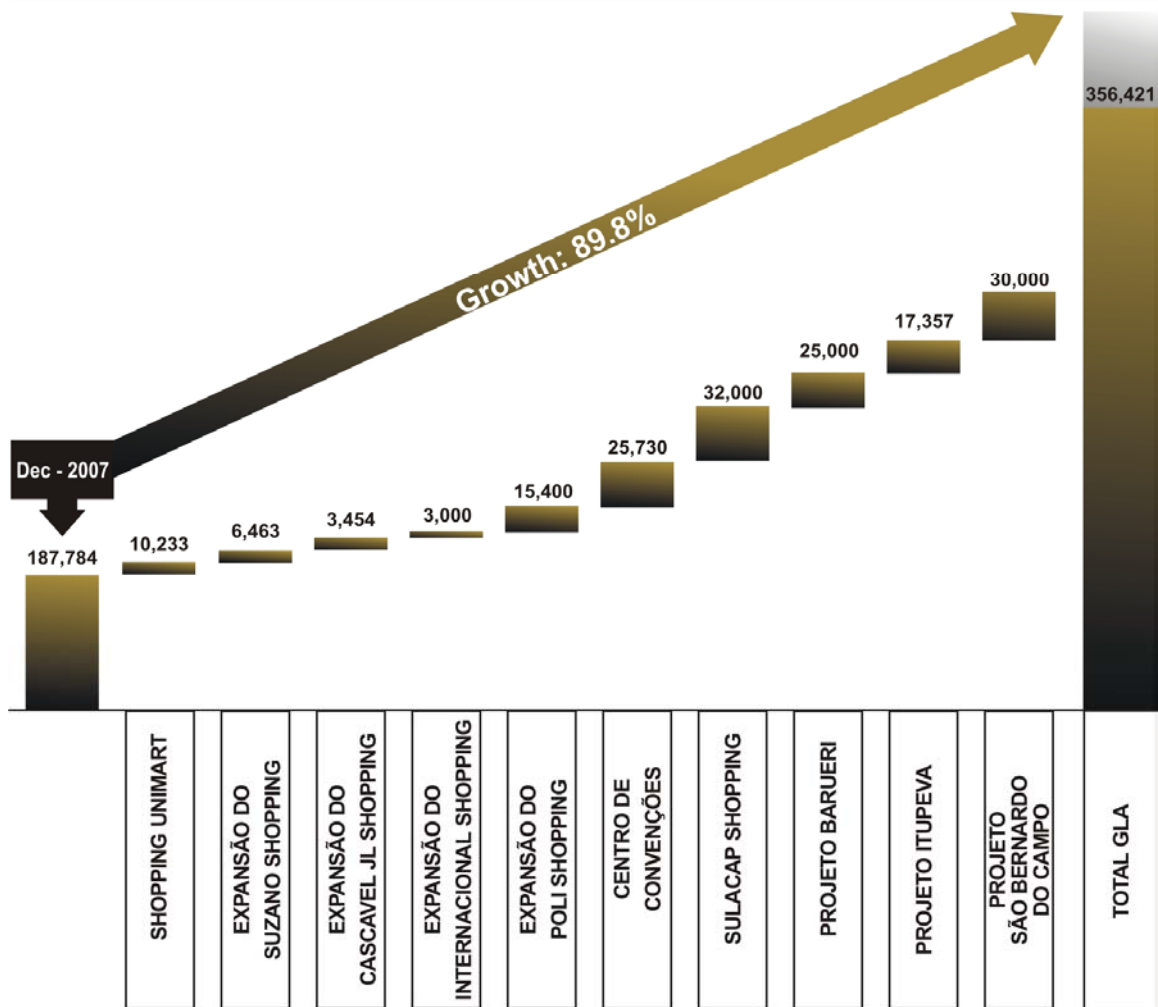 356,421
Growth: 89.8%
30,000
17,357
25,000
32,000
25,730
15,400
3,000
3,454
6,463
10,233
Dec - 2007
187,784
SHOPPING UNIMART
EXPANSÃO DO
SUZANO SHOPPING
EXPANSÃO DO
CASCAVEL JL SHOPPING
EXPANSÃO DO
INTERNACIONAL SHOPPING
EXPANSÃO DO
POLI SHOPPING
CENTRO DE
CONVENÇÕES
SULACAP SHOPPING
PROJETO BARUERI
PROJETO ITUPEVA
PROJETO
SÃO BERNARDO
DO CAMPO
TOTAL GLA